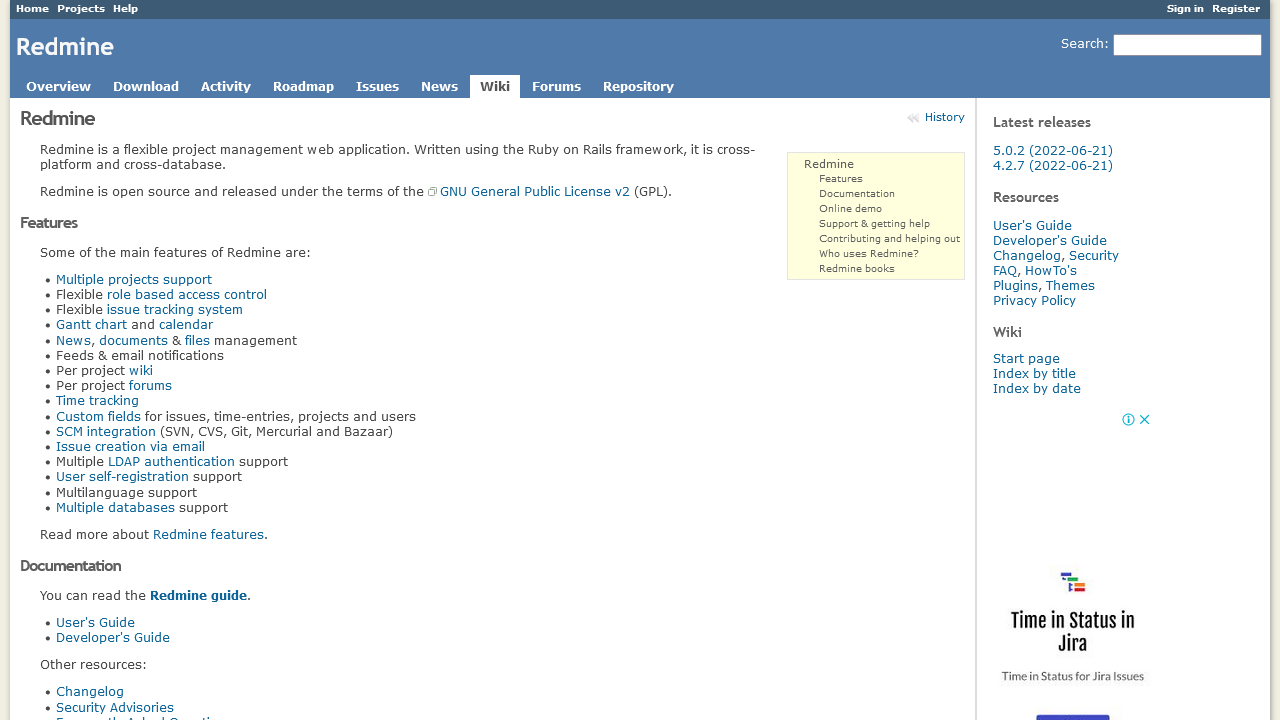 Home Projects Help
Sign in Register
Redmine
Search:
Overview Download Activity Roadmap Issues News Wiki Forums Repository
History
Redmine
Redmine is a flexible project management web application. Written using the Ruby on Rails framework, it is cross-
platform and cross-database.
Redmine is open source and released under the terms of the GNU General Public License v2 (GPL).
Redmine
Features
Documentation
Online demo
Support & getting help
Contributing and helping out
Who uses Redmine?
Redmine books
Features
Some of the main features of Redmine are:
• Multiple projects support
• Flexible role based access control
• Flexible issue tracking system
• Gantt chart and calendar
• News, documents & files management
• Feeds & email notifications
• Per project wiki
• Per project forums
• Time tracking
• Custom fields for issues, time-entries, projects and users
• SCM integration (SVN, CVS, Git, Mercurial and Bazaar)
• Issue creation via email
• Multiple LDAP authentication support
• User self-registration support
• Multilanguage support
• Multiple databases support
Read more about Redmine features.
Documentation
You can read the Redmine guide.
• User's Guide
• Developer's Guide
Other resources:
• Changelog
• Security Advisories
Latest releases
5.0.2 (2022-06-21)
4.2.7 (2022-06-21)
Resources
User's Guide
Developer's Guide
Changelog, Security
FAQ, HowTo's
Plugins, Themes
Privacy Policy
Wiki
Start page
Index by title
Index by date
Time in Status in
Jira
Time in Status for Jira Issues